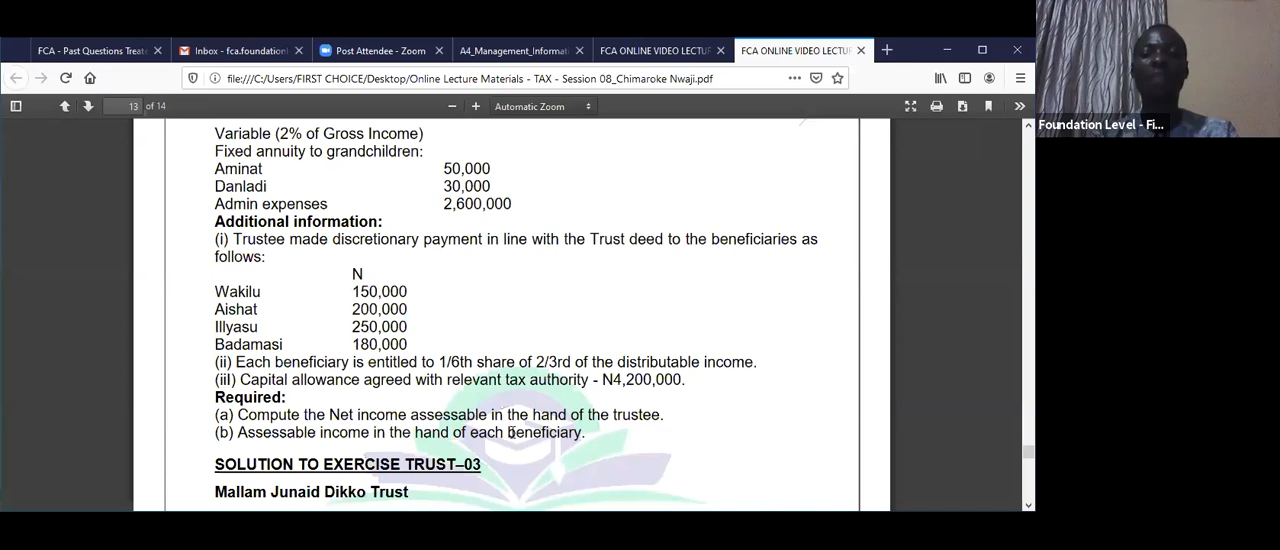 FCA - Past Questions Treate
Inbox - fca.foundation
Post Attendee - Zoom
A4_Management_Informati
FCA ONLINE VIDEO LECTUR
FCA ONLINE VIDEO LECTUR
file:///C:/Users/FIRST CHOICE/Desktop/Online Lecture Materials - TAX - Session 08_Chimaroke Nwaji.pdf
13 of 14
Automatic Zoom
Foundation Level - Fi...
Variable (2% of Gross Income)
Fixed annuity to grandchildren:
Aminat 50,000
Danladi 30,000
Admin expenses 2,600,000
Additional information:
(i) Trustee made discretionary payment in line with the Trust deed to the beneficiaries as
follows:
N
Wakilu 150,000
Aishat 200,000
Illyasu 250,000
Badamasi 180,000
(ii) Each beneficiary is entitled to 1/6th share of 2/3rd of the distributable income.
(iii) Capital allowance agreed with relevant tax authority - N4,200,000.
Required:
(a) Compute the Net income assessable in the hand of the trustee.
(b) Assessable income in the hand of each beneficiary.
SOLUTION TO EXERCISE TRUST–03
Mallam Junaid Dikko Trust